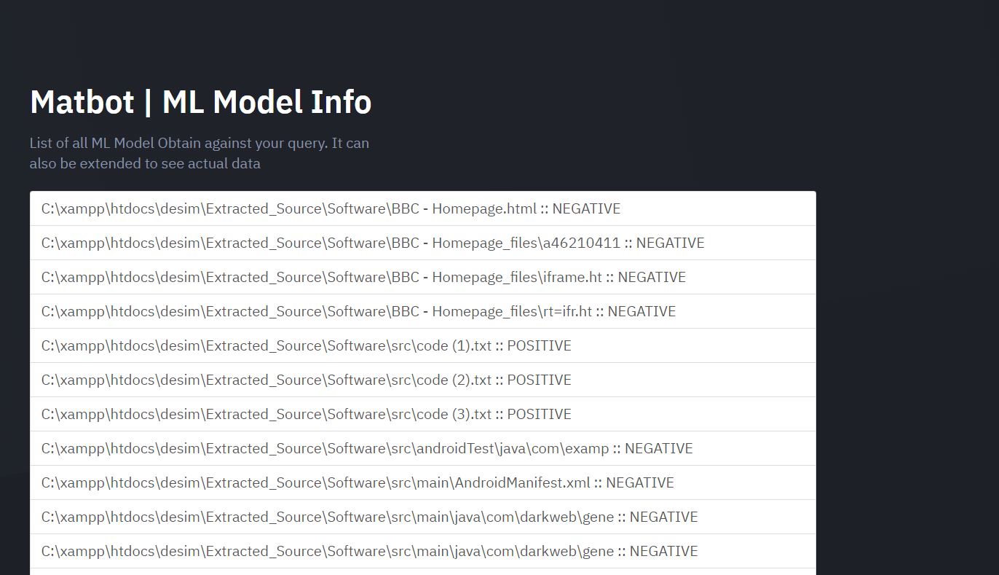 Matbot | ML Model Info
List of all ML Model Obtain against your query. It can
also be extended to see actual data
C:\xampp\htdocs\desim\Extracted_Source\Software\BBC - Homepage.html :: NEGATIVE
C:\xampp\htdocs\desim\Extracted_Source\Software\BBC - Homepage_files\a46210411 :: NEGATIVE
C:\xampp\htdocs\desim\Extracted_Source\Software\BBC - Homepage_files\iframe.ht :: NEGATIVE
C:\xampp\htdocs\desim\Extracted_Source\Software\BBC - Homepage_files\rt=ifr.ht :: NEGATIVE
C:\xampp\htdocs\desim\Extracted_Source\Software\src\code (1).txt :: POSITIVE
C:\xampp\htdocs\desim\Extracted_Source\Software\src\code (2).txt :: POSITIVE
C:\xampp\htdocs\desim\Extracted_Source\Software\src\code (3).txt :: POSITIVE
C:\xampp\htdocs\desim\Extracted_Source\Software\src\androidTest\java\com\examp :: NEGATIVE
C:\xampp\htdocs\desim\Extracted_Source\Software\src\main\AndroidManifest.xml :: NEGATIVE
C:\xampp\htdocs\desim\Extracted_Source\Software\src\main\java\com\darkweb\gene :: NEGATIVE
C:\xampp\htdocs\desim\Extracted_Source\Software\src\main\java\com\darkweb\gene :: NEGATIVE